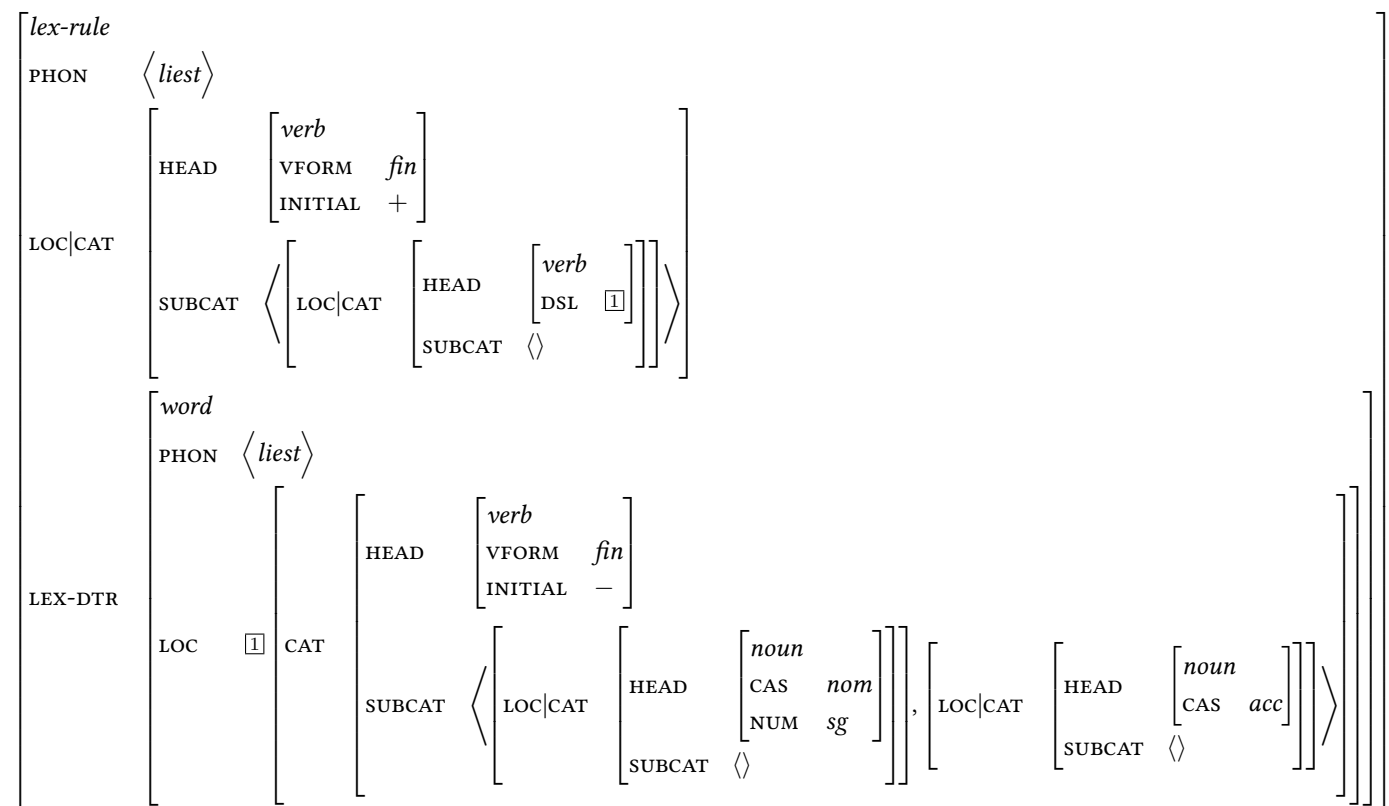 lex-rule
PHON ⟨liest⟩
LOC|CAT
HEAD
verb
VFORM fin
INITIAL +
SUBCAT ⟨ LOC|CAT
HEAD
verb
DSL 1
SUBCAT ⟨⟩ ⟩
LEX-DTR
word
PHON ⟨liest⟩
LOC 1 CAT
HEAD
verb
VFORM fin
INITIAL −
SUBCAT ⟨ LOC|CAT
HEAD
noun
CAS nom
NUM sg
SUBCAT ⟨⟩ ,
LOC|CAT
HEAD
noun
CAS acc
SUBCAT ⟨⟩ ⟩